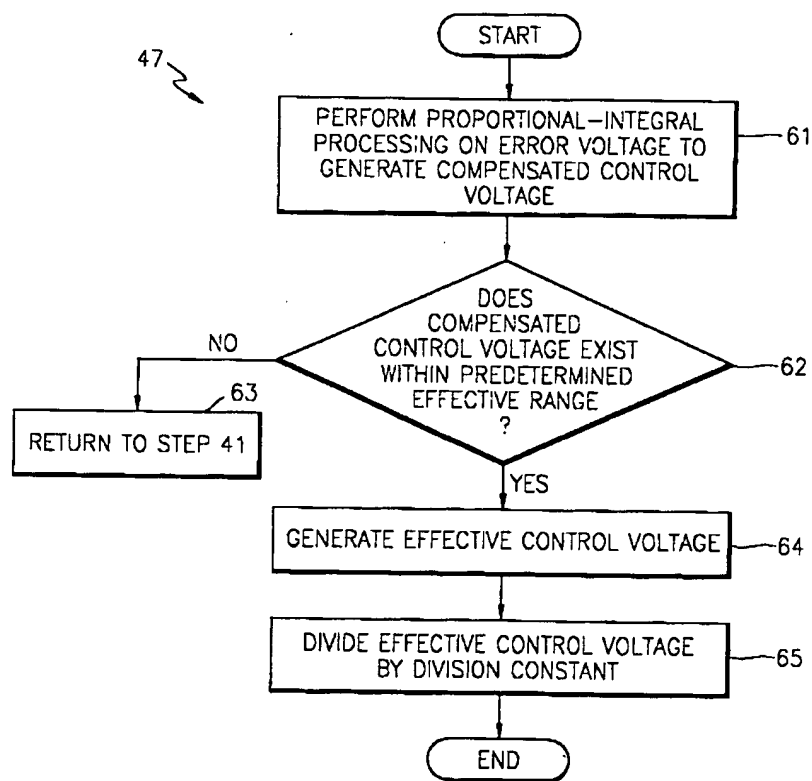 START
47
PERFORM PROPORTIONAL-INTEGRAL
PROCESSING ON ERROR VOLTAGE TO
GENERATE COMPENSATED CONTROL
VOLTAGE
61
DOES
COMPENSATED
CONTROL VOLTAGE EXIST
WITHIN PREDETERMINED
EFFECTIVE RANGE
?
62
NO
63
RETURN TO STEP 41
YES
GENERATE EFFECTIVE CONTROL VOLTAGE
64
DIVIDE EFFECTIVE CONTROL VOLTAGE
BY DIVISION CONSTANT
65
END